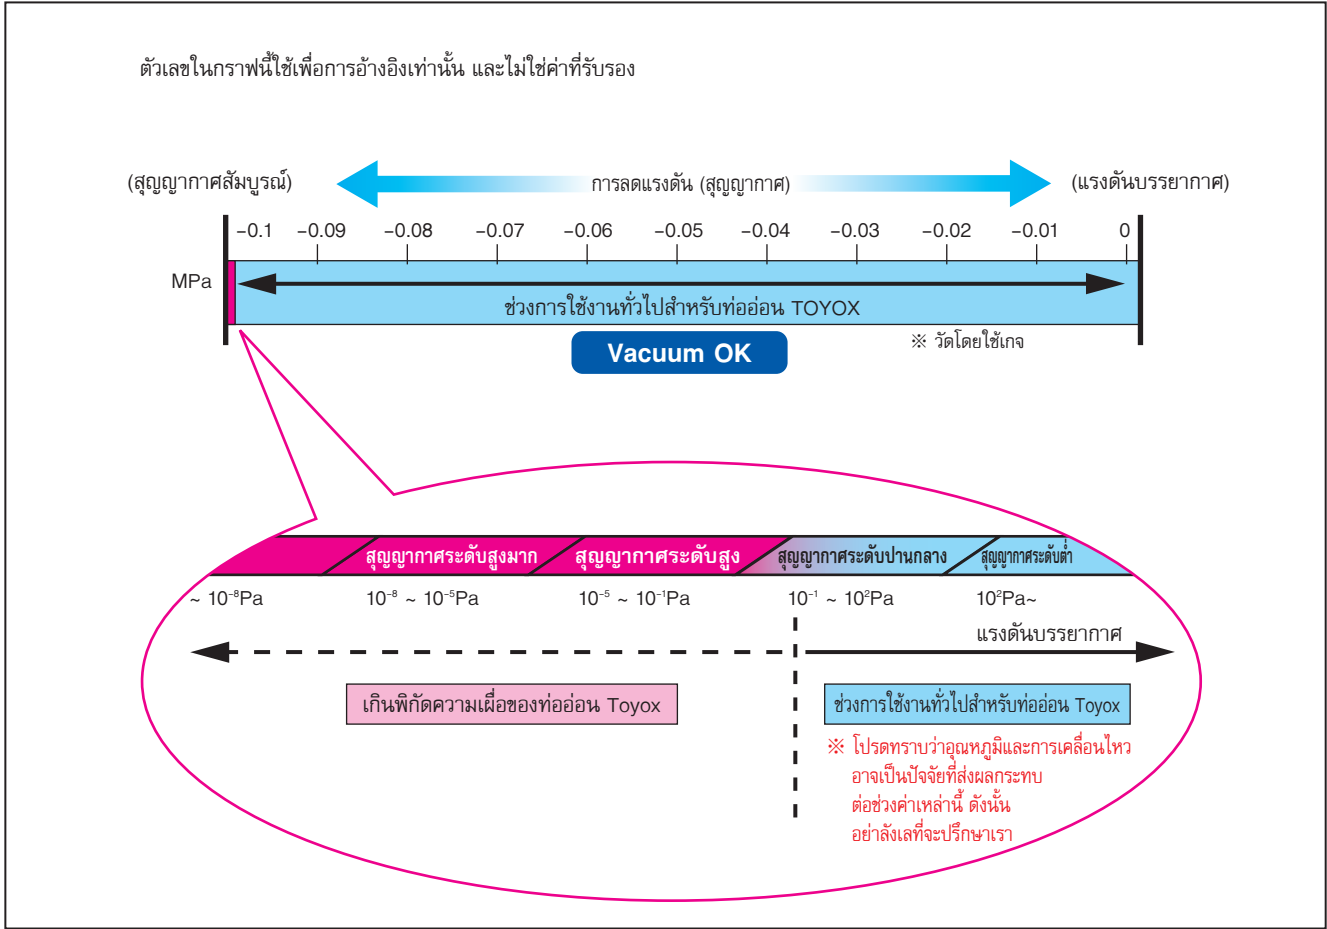 ตัวเลขในกราฟนี้ใช้เพื่อการอ้างอิงเท่านั้น และไม่ใช่ค่าที่รับรอง
(สุญญากาศสัมบูรณ์) การลดแรงดัน (สุญญากาศ) (แรงดันบรรยากาศ)
−0.1 −0.09 −0.08 −0.07 −0.06 −0.05 −0.04 −0.03 −0.02 −0.01 0
MPa
ช่วงการใช้งานทั่วไปสำหรับท่ออ่อน TOYOX
Vacuum OK
※ วัดโดยใช้เกจ
สุญญากาศระดับสูงมาก สุญญากาศระดับสูง สุญญากาศระดับปานกลาง สุญญากาศระดับต่ำ
~ 10⁻⁸Pa 10⁻⁸ ~ 10⁻⁵Pa 10⁻⁵ ~ 10⁻¹Pa 10⁻¹ ~ 10²Pa 10²Pa~
แรงดันบรรยากาศ
เกินพิกัดความเผื่อของท่ออ่อน Toyox ช่วงการใช้งานทั่วไปสำหรับท่ออ่อน Toyox
※ โปรดทราบว่าอุณหภูมิและการเคลื่อนไหว
อาจเป็นปัจจัยที่ส่งผลกระทบ
ต่อช่วงค่าเหล่านี้ ดังนั้น
อย่าลังเลที่จะปรึกษาเรา